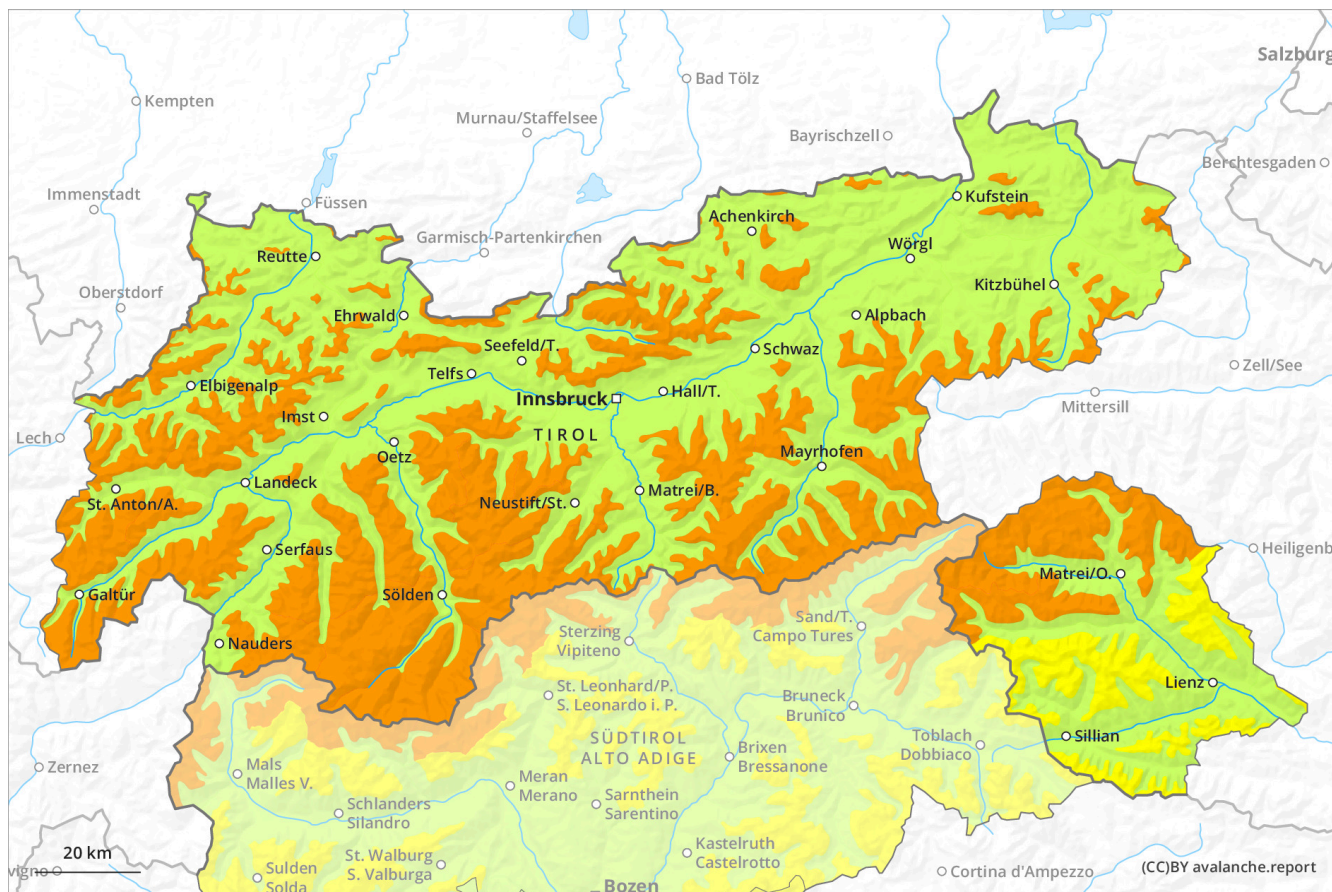 Salzburg
Bad Tölz
Kempten
Murnau/Staffelsee
Bayrischzell
Berchtesgaden
Immenstadt
Füssen
Kufstein
Achenkirch
Garmisch-Partenkirchen
Wörgl
Reutte
Kitzbühel
Oberstdorf
Ehrwald
Alpbach
Seefeld/T.
Schwaz
Zell/See
Telfs
Elbigenalp
Innsbruck
Hall/T.
Mittersill
Imst
TIROL
Lech
Oetz
Mayrhofen
Landeck
Matrei/B.
St. Anton/A.
Neustift/St.
Serfaus
Heiligenb
Matrei/O.
Galtür
Sölden
Sand/T.
Campo Tures
Sterzing
Vipiteno
Nauders
Lienz
St. Leonhard/P.
S. Leonardo i. P.
Bruneck
Brunico
SÜDTIROL
ALTO ADIGE
Toblach
Dobbiaco
Sillian
Brixen
Bressanone
Zernez
Mals
Malles V.
Meran
Merano
Sarnthein
Sarentino
Schlanders
Silandro
Kastelruth
Castelrotto
20 km
St. Walburg
S. Valburga
vigno
Sulden
Solda
Cortina d'Ampezzo
(CC)BY avalanche.report
Bozen